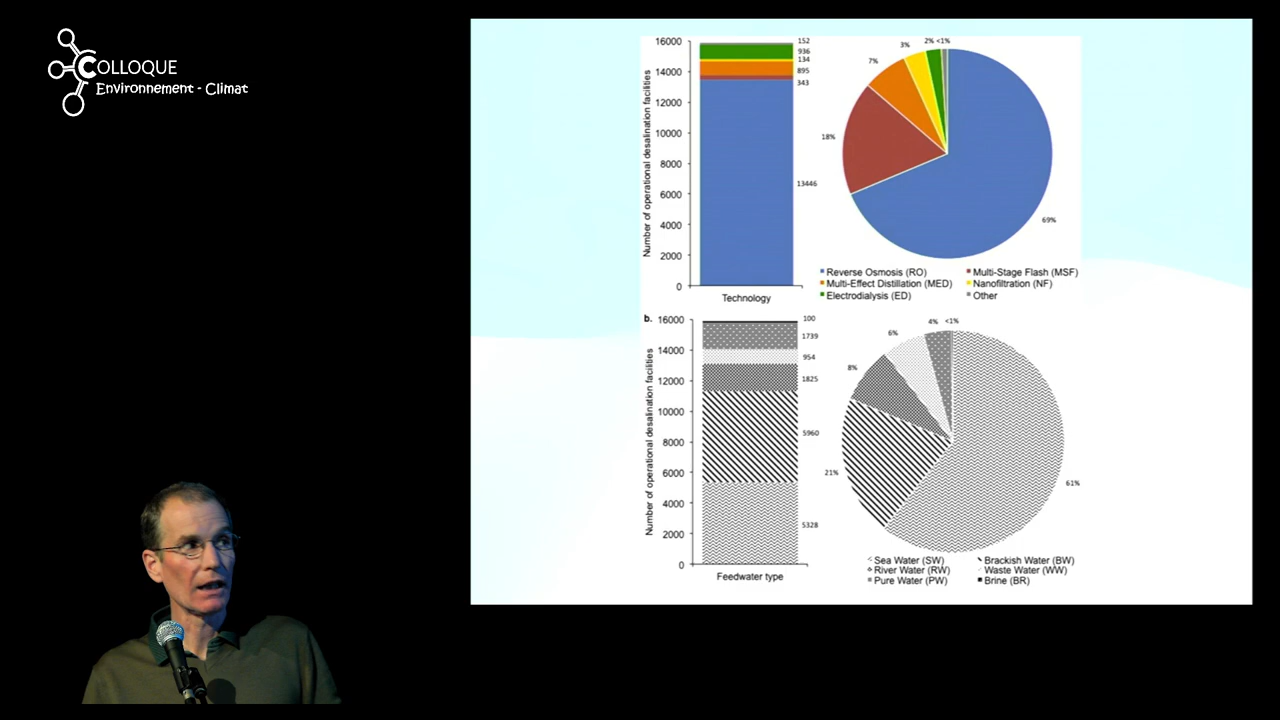 COLLOQUE
Environnement - Climat
16000
14000
12000
10000
8000
6000
4000
2000
0
Number of operational desalination facilities
152
936
134
895
343
13446
Technology
2% <1%
3%
7%
18%
69%
Reverse Osmosis (RO)
Multi-Stage Flash (MSF)
Multi-Effect Distillation (MED)
Nanofiltration (NF)
Electrodialysis (ED)
Other
b.
16000
14000
12000
10000
8000
6000
4000
2000
0
Number of operational desalination facilities
100
1739
954
1825
5960
5328
Feedwater type
4% <1%
6%
8%
21%
61%
Sea Water (SW)
Brackish Water (BW)
River Water (RW)
Waste Water (WW)
Pure Water (PW)
Brine (BR)